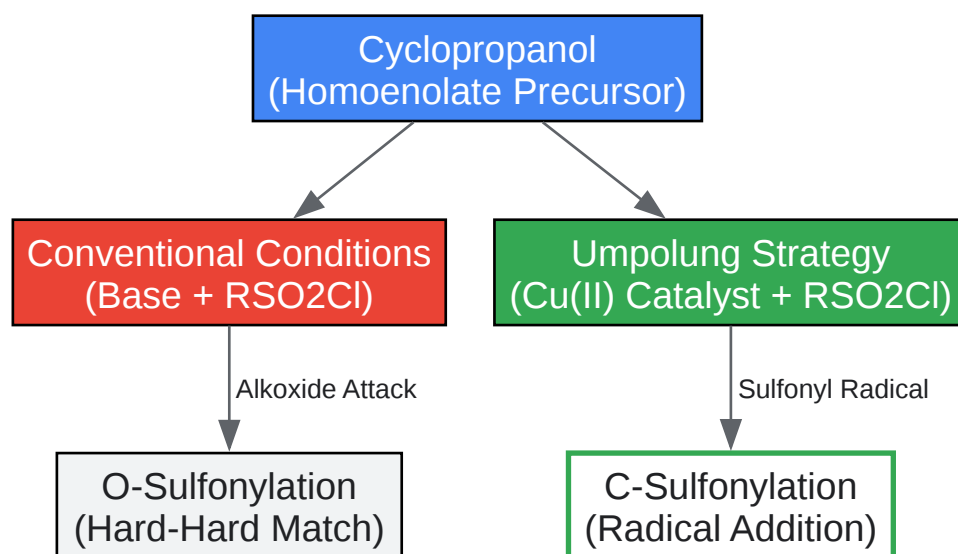 Cyclopropanol
(Homoenolate Precursor)
Conventional Conditions
(Base + RSO2Cl)
Umpolung Strategy
(Cu(II) Catalyst + RSO2Cl)
Alkoxide Attack
Sulfonyl Radical
O-Sulfonylation
(Hard-Hard Match)
C-Sulfonylation
(Radical Addition)